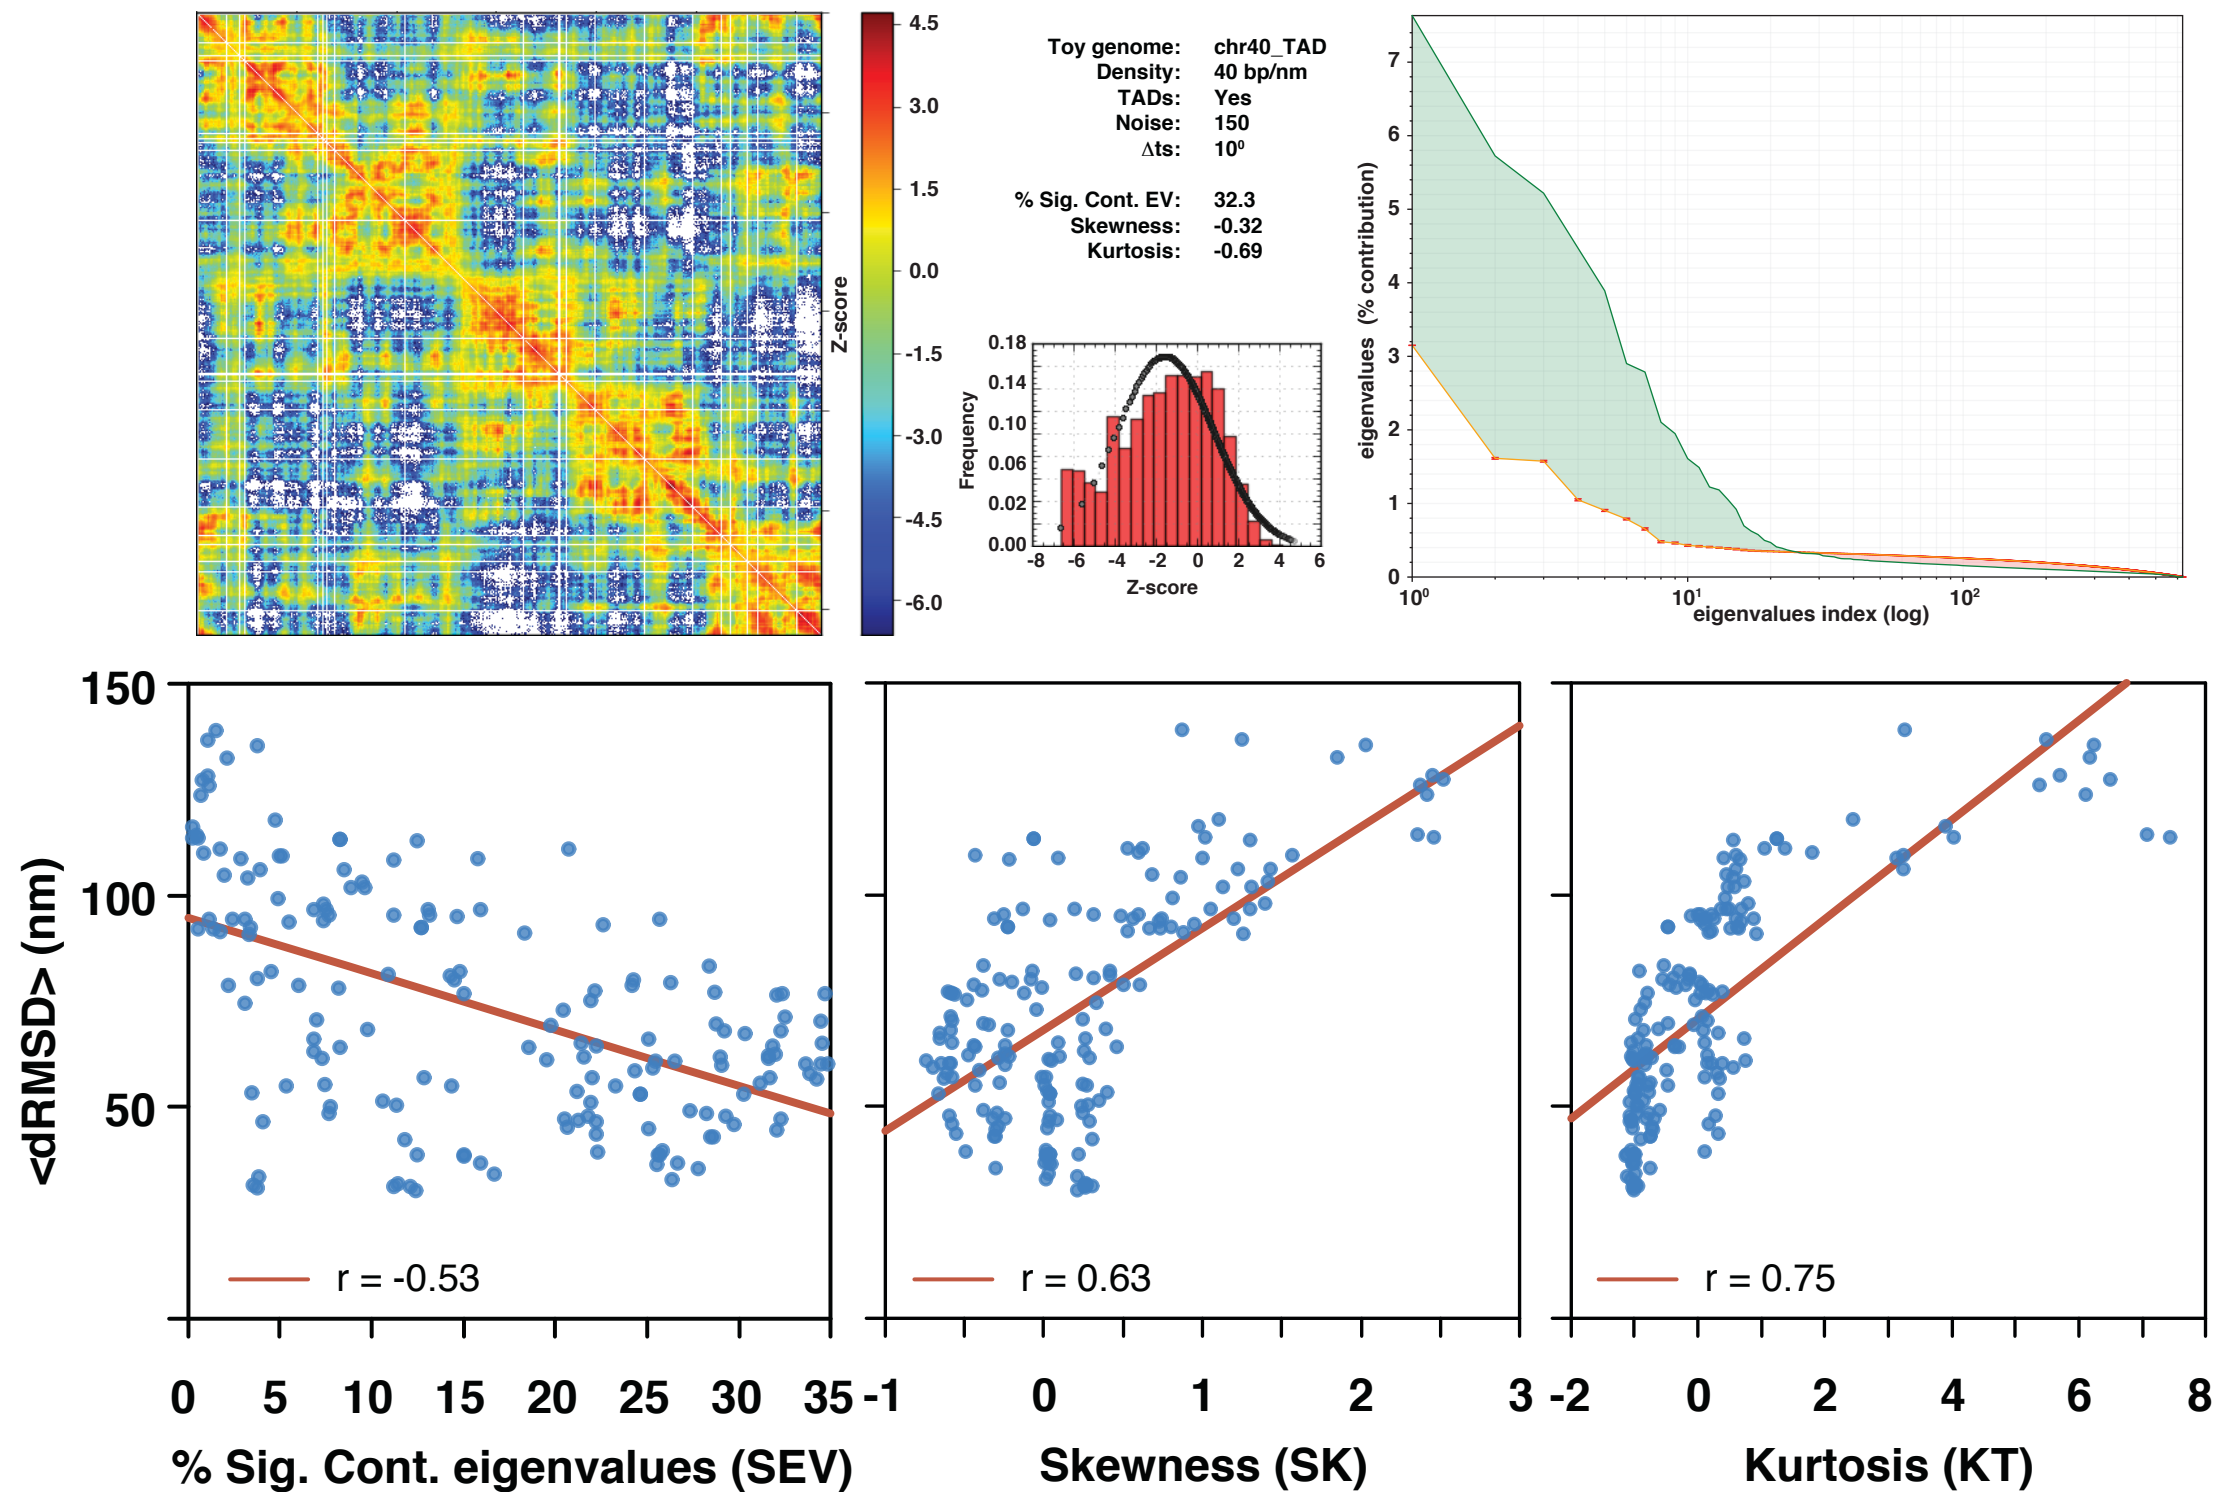 4.5
3.0
1.5
0.0
-1.5
-3.0
-4.5
-6.0
Z-score
Toy genome: chr40_TAD
Density: 40 bp/nm
TADs: Yes
Noise: 150
Δts: 10⁰
% Sig. Cont. EV: 32.3
Skewness: -0.32
Kurtosis: -0.69
0.18
0.14
0.10
0.06
0.02
0.00
Frequency
-8 -6 -4 -2 0 2 4 6
Z-score
7
6
5
4
3
2
1
0
eigenvalues (% contribution)
10⁰ 10¹ 10²
eigenvalues index (log)
150
100
50
<dRMSD> (nm)
r = -0.53
r = 0.63
r = 0.75
0 5 10 15 20 25 30 35
-1 0 1 2 3
-2 0 2 4 6 8
% Sig. Cont. eigenvalues (SEV)
Skewness (SK)
Kurtosis (KT)